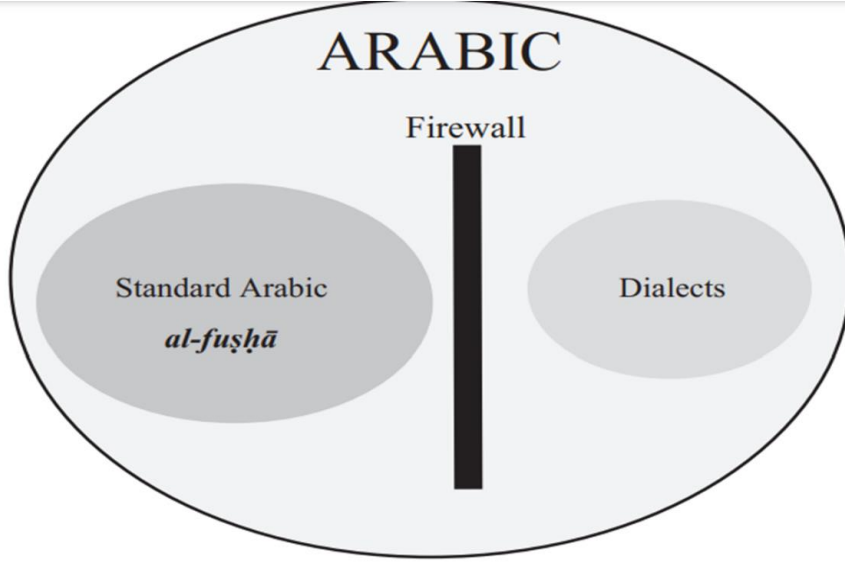 ARABIC
Firewall
Standard Arabic
al-fuṣḥā
Dialects